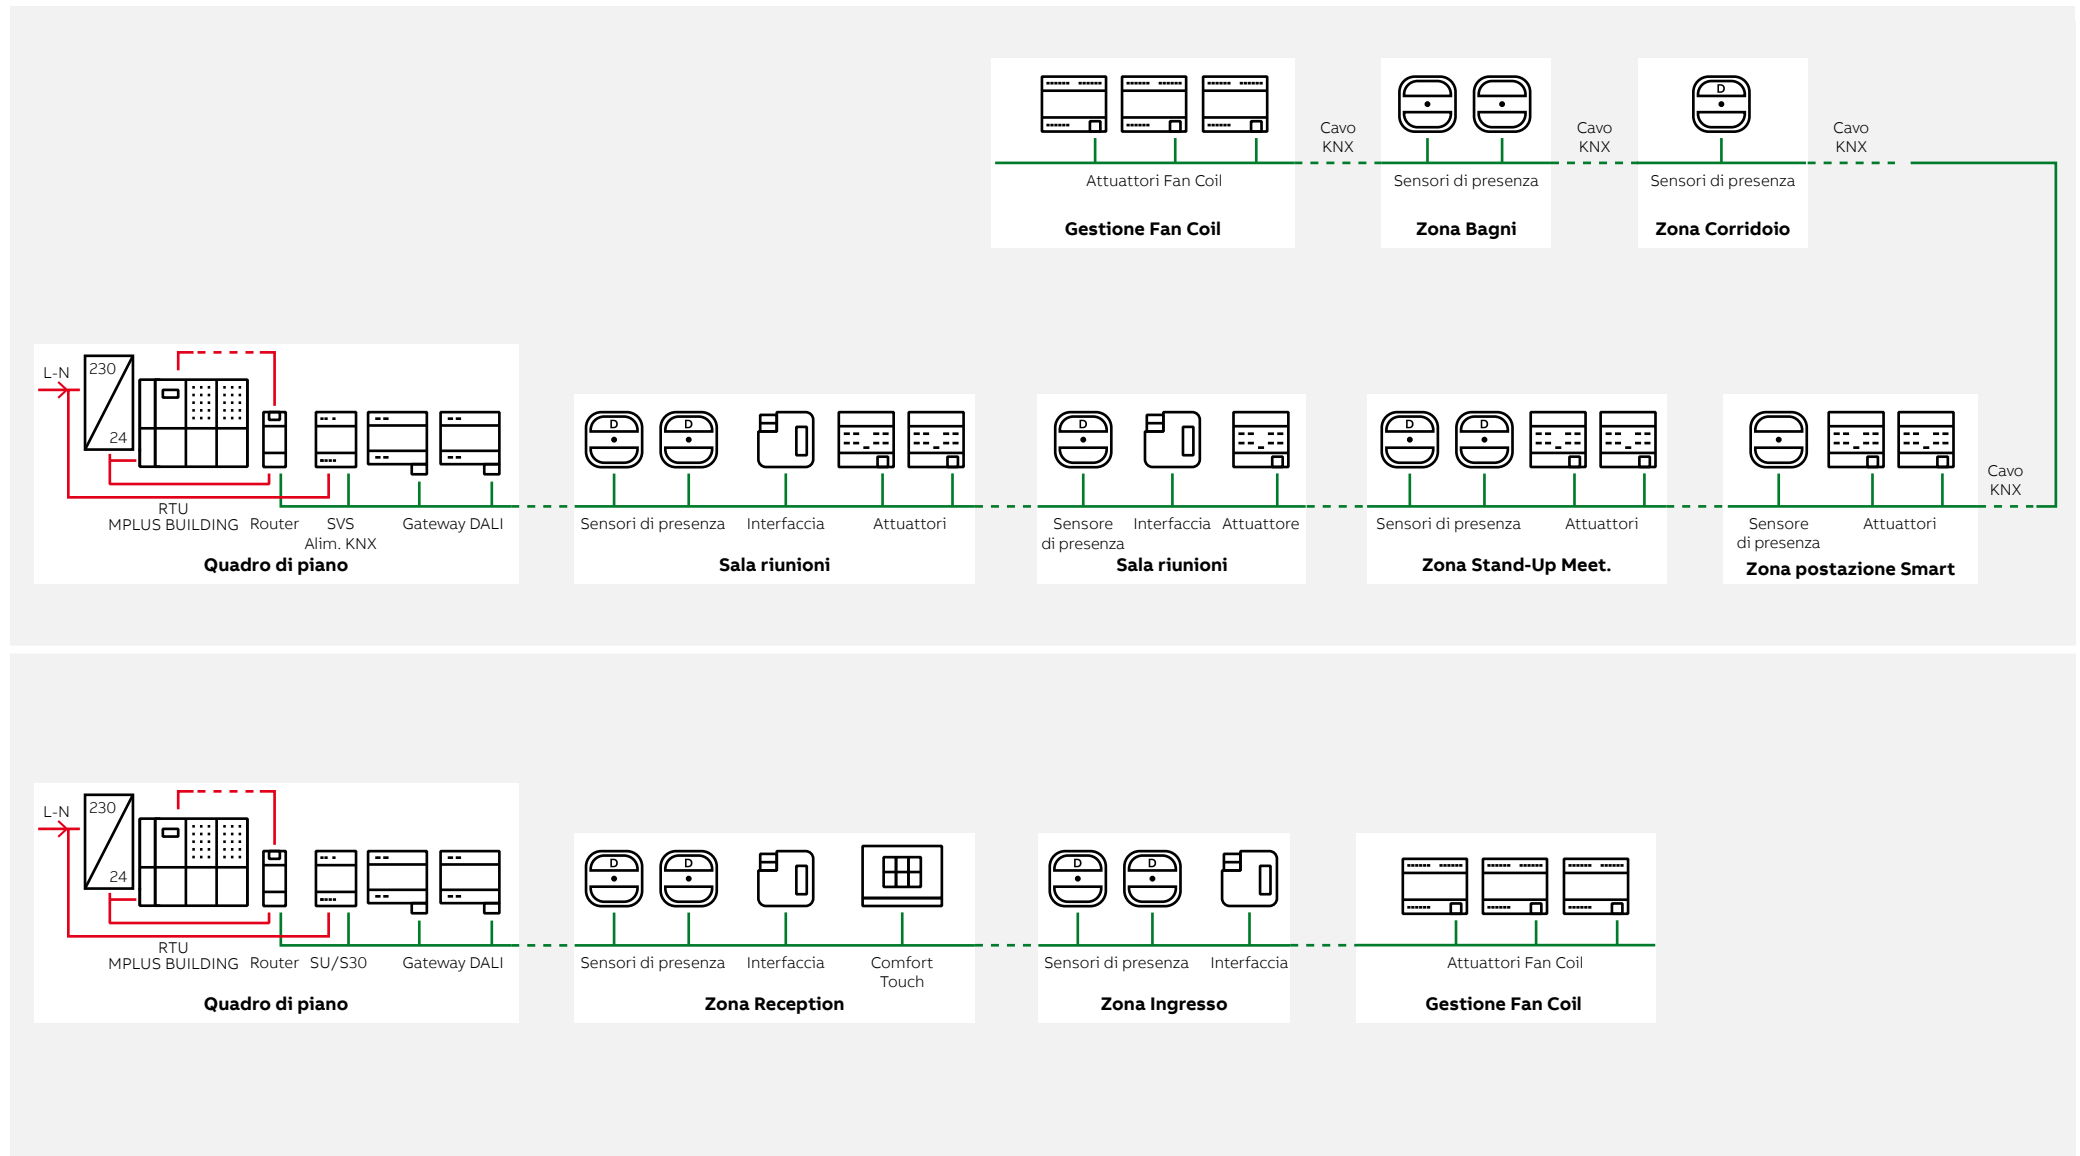 Cavo
KNX
Cavo
KNX
D
Cavo
KNX
Attuattori Fan Coil
Sensori di presenza
Sensori di presenza
Gestione Fan Coil
Zona Bagni
Zona Corridoio
L-N
230
24
D
D
D
D
D
Cavo
KNX
RTU
MPLUS BUILDING
Router
SVS
Alim. KNX
Gateway DALI
Quadro di piano
Sensori di presenza
Interfaccia
Attuattori
Sala riunioni
Sensore
di presenza
Interfaccia
Attuattore
Sala riunioni
Sensori di presenza
Attuattori
Zona Stand-Up Meet.
Sensore
di presenza
Attuattori
Zona postazione Smart
L-N
230
24
D
D
D
D
RTU
MPLUS BUILDING
Router
SU/S30
Gateway DALI
Quadro di piano
Sensori di presenza
Interfaccia
Comfort
Touch
Zona Reception
Sensori di presenza
Interfaccia
Zona Ingresso
Attuattori Fan Coil
Gestione Fan Coil